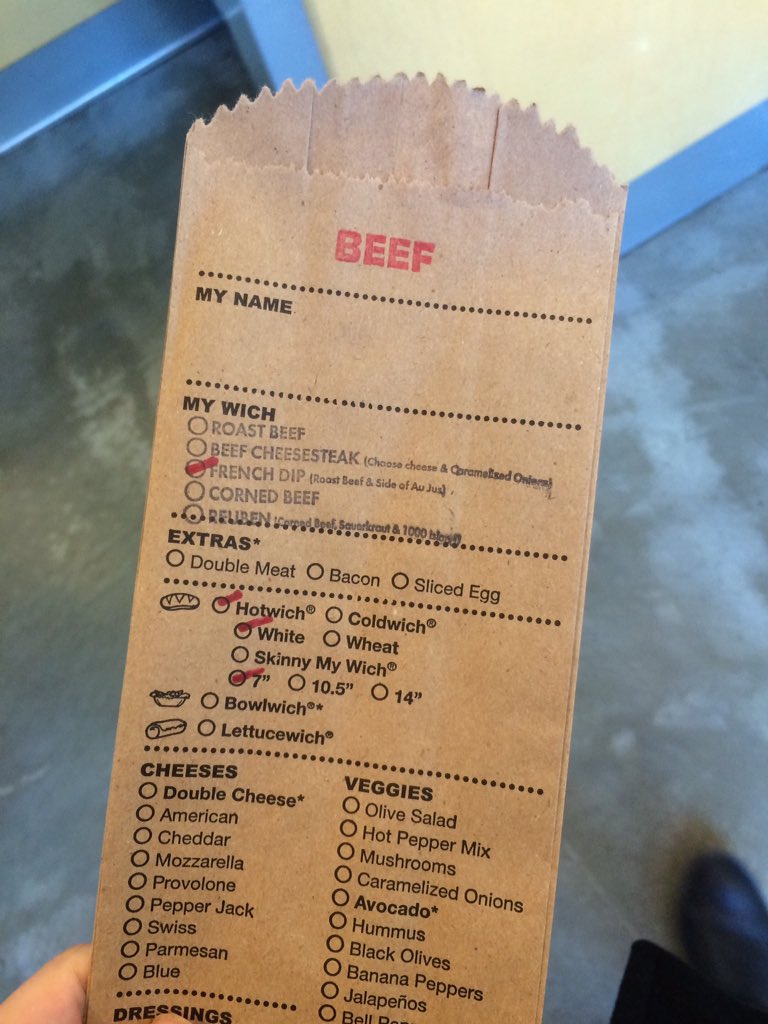 BEEF
MY NAME
MY WICH
ROAST BEEF
BEEF CHEESESTEAK (Choose cheese & Caramelized Onions)
FRENCH DIP (Roast Beef & Side of Au Jus)
CORNED BEEF
REUBEN (Corned Beef, Sauerkraut & 1000 Island)
EXTRAS*
Double Meat Bacon Sliced Egg
Hotwich® Coldwich®
White Wheat
Skinny My Wich®
7" 10.5" 14"
Bowlwich®*
Lettucewich®
CHEESES
Double Cheese*
American
Cheddar
Mozzarella
Provolone
Pepper Jack
Swiss
Parmesan
Blue
DRESSINGS
VEGGIES
Olive Salad
Hot Pepper Mix
Mushrooms
Caramelized Onions
Avocado*
Hummus
Black Olives
Banana Peppers
Jalapeños
Bell